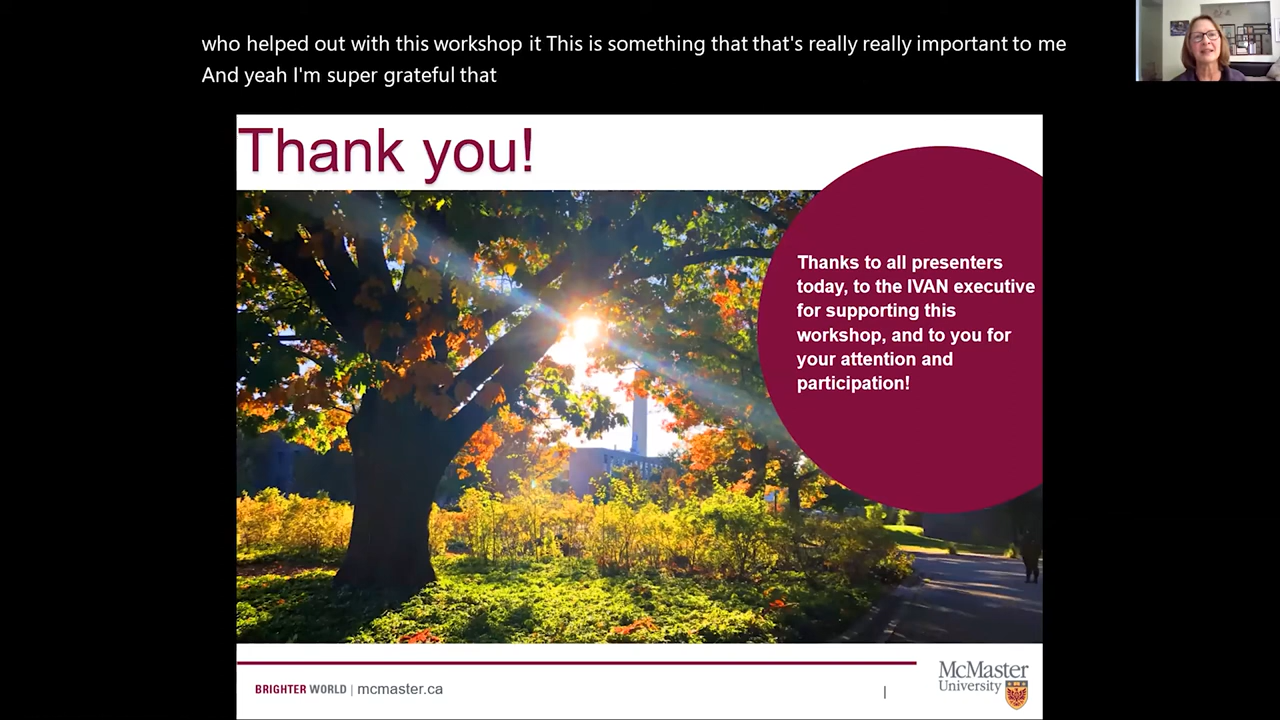 who helped out with this workshop it This is something that that's really really important to me
And yeah I'm super grateful that
Thank you!
Thanks to all presenters
today, to the IVAN executive
for supporting this
workshop, and to you for
your attention and
participation!
BRIGHTER WORLD | mcmaster.ca
|
McMaster
University